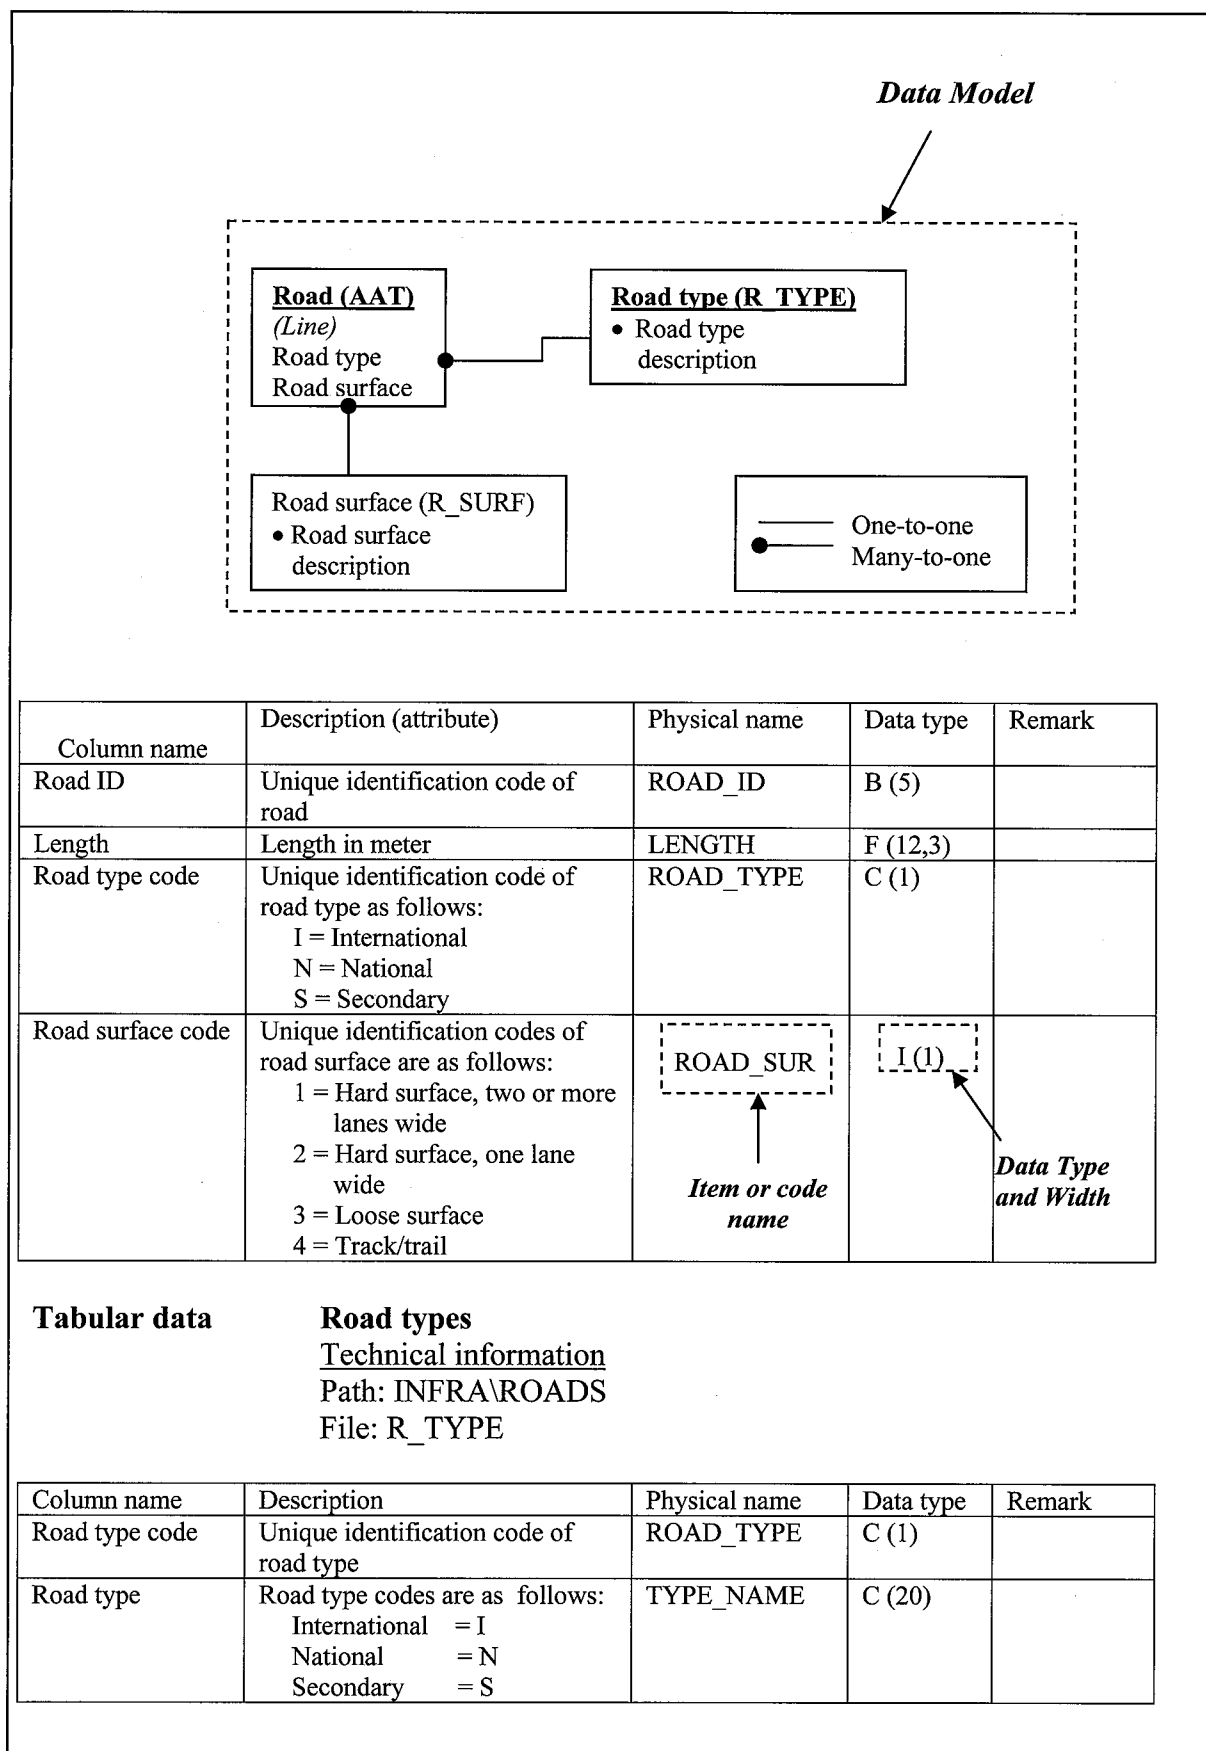 Data Model
Road (AAT)
(Line)
Road type
Road surface
Road type (R_TYPE)
• Road type
description
Road surface (R_SURF)
• Road surface
description
One-to-one
Many-to-one
Column name
Description (attribute)
Physical name
Data type
Remark
Road ID
Unique identification code of
road
ROAD_ID
B (5)
Length
Length in meter
LENGTH
F (12,3)
Road type code
Unique identification code of
road type as follows:
I = International
N = National
S = Secondary
ROAD_TYPE
C (1)
Road surface code
Unique identification codes of
road surface are as follows:
1 = Hard surface, two or more
lanes wide
2 = Hard surface, one lane
wide
3 = Loose surface
4 = Track/trail
ROAD_SUR
I (1)
Item or code
name
Data Type
and Width
Tabular data
Road types
Technical information
Path: INFRA\ROADS
File: R_TYPE
Column name
Description
Physical name
Data type
Remark
Road type code
Unique identification code of
road type
ROAD_TYPE
C (1)
Road type
Road type codes are as follows:
International = I
National = N
Secondary = S
TYPE_NAME
C (20)